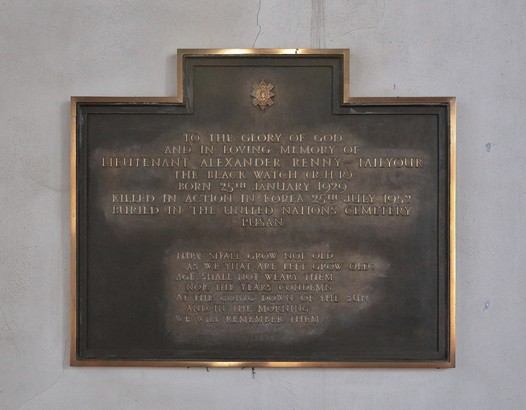 TO THE GLORY OF GOD
AND IN LOVING MEMORY OF
LIEUTENANT ALEXANDER RENNY-TAILYOUR
THE BLACK WATCH (R.H.R)
BORN 25TH JANUARY 1929
KILLED IN ACTION IN KOREA 25TH JULY 1952
BURIED IN THE UNITED NATIONS CEMETERY
PUSAN
THEY SHALL GROW NOT OLD
AS WE THAT ARE LEFT GROW OLD
AGE SHALL NOT WEARY THEM
NOR THE YEARS CONDEMN
AT THE GOING DOWN OF THE SUN
AND IN THE MORNING
WE WILL REMEMBER THEM